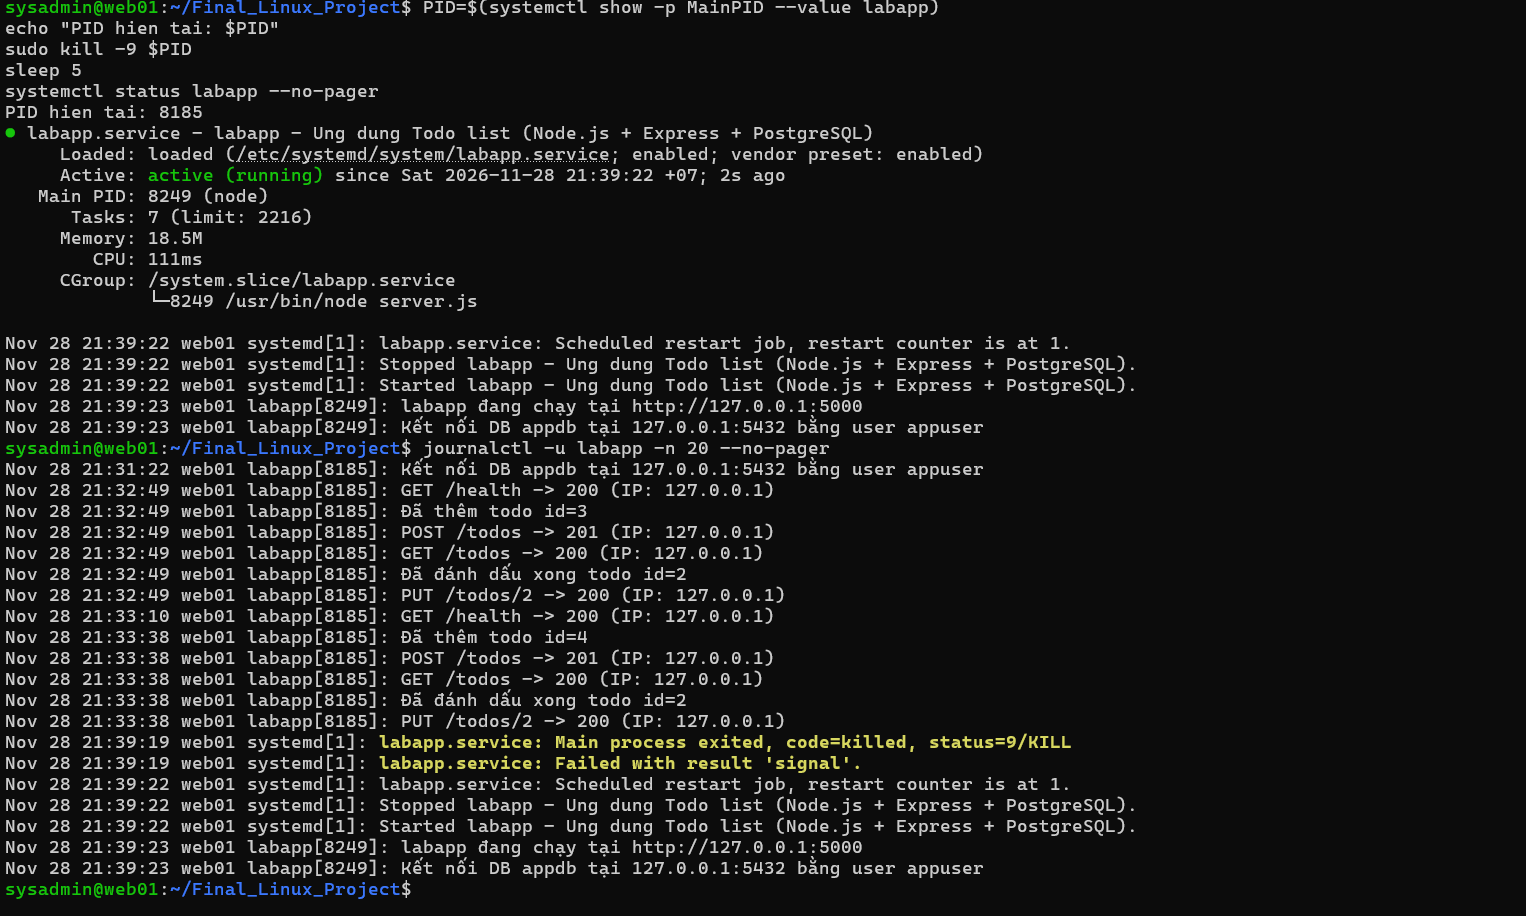 sysadmin@web01:~/Final_Linux_Project$ PID=$(systemctl show -p MainPID --value labapp)
echo "PID hien tai: $PID"
sudo kill -9 $PID
sleep 5
systemctl status labapp --no-pager
PID hien tai: 8185
● labapp.service - labapp - Ung dung Todo list (Node.js + Express + PostgreSQL)
     Loaded: loaded (/etc/systemd/system/labapp.service; enabled; vendor preset: enabled)
     Active: active (running) since Sat 2026-11-28 21:39:22 +07; 2s ago
   Main PID: 8249 (node)
      Tasks: 7 (limit: 2216)
     Memory: 18.5M
        CPU: 111ms
     CGroup: /system.slice/labapp.service
             └─8249 /usr/bin/node server.js

Nov 28 21:39:22 web01 systemd[1]: labapp.service: Scheduled restart job, restart counter is at 1.
Nov 28 21:39:22 web01 systemd[1]: Stopped labapp - Ung dung Todo list (Node.js + Express + PostgreSQL).
Nov 28 21:39:22 web01 systemd[1]: Started labapp - Ung dung Todo list (Node.js + Express + PostgreSQL).
Nov 28 21:39:23 web01 labapp[8249]: labapp đang chạy tại http://127.0.0.1:5000
Nov 28 21:39:23 web01 labapp[8249]: Kết nối DB appdb tại 127.0.0.1:5432 bằng user appuser
sysadmin@web01:~/Final_Linux_Project$ journalctl -u labapp -n 20 --no-pager
Nov 28 21:31:22 web01 labapp[8185]: Kết nối DB appdb tại 127.0.0.1:5432 bằng user appuser
Nov 28 21:32:49 web01 labapp[8185]: GET /health -> 200 (IP: 127.0.0.1)
Nov 28 21:32:49 web01 labapp[8185]: Đã thêm todo id=3
Nov 28 21:32:49 web01 labapp[8185]: POST /todos -> 201 (IP: 127.0.0.1)
Nov 28 21:32:49 web01 labapp[8185]: GET /todos -> 200 (IP: 127.0.0.1)
Nov 28 21:32:49 web01 labapp[8185]: Đã đánh dấu xong todo id=2
Nov 28 21:32:49 web01 labapp[8185]: PUT /todos/2 -> 200 (IP: 127.0.0.1)
Nov 28 21:33:10 web01 labapp[8185]: GET /health -> 200 (IP: 127.0.0.1)
Nov 28 21:33:38 web01 labapp[8185]: Đã thêm todo id=4
Nov 28 21:33:38 web01 labapp[8185]: POST /todos -> 201 (IP: 127.0.0.1)
Nov 28 21:33:38 web01 labapp[8185]: GET /todos -> 200 (IP: 127.0.0.1)
Nov 28 21:33:38 web01 labapp[8185]: Đã đánh dấu xong todo id=2
Nov 28 21:33:38 web01 labapp[8185]: PUT /todos/2 -> 200 (IP: 127.0.0.1)
Nov 28 21:39:19 web01 systemd[1]: labapp.service: Main process exited, code=killed, status=9/KILL
Nov 28 21:39:19 web01 systemd[1]: labapp.service: Failed with result 'signal'.
Nov 28 21:39:22 web01 systemd[1]: labapp.service: Scheduled restart job, restart counter is at 1.
Nov 28 21:39:22 web01 systemd[1]: Stopped labapp - Ung dung Todo list (Node.js + Express + PostgreSQL).
Nov 28 21:39:22 web01 systemd[1]: Started labapp - Ung dung Todo list (Node.js + Express + PostgreSQL).
Nov 28 21:39:23 web01 labapp[8249]: labapp đang chạy tại http://127.0.0.1:5000
Nov 28 21:39:23 web01 labapp[8249]: Kết nối DB appdb tại 127.0.0.1:5432 bằng user appuser
sysadmin@web01:~/Final_Linux_Project$